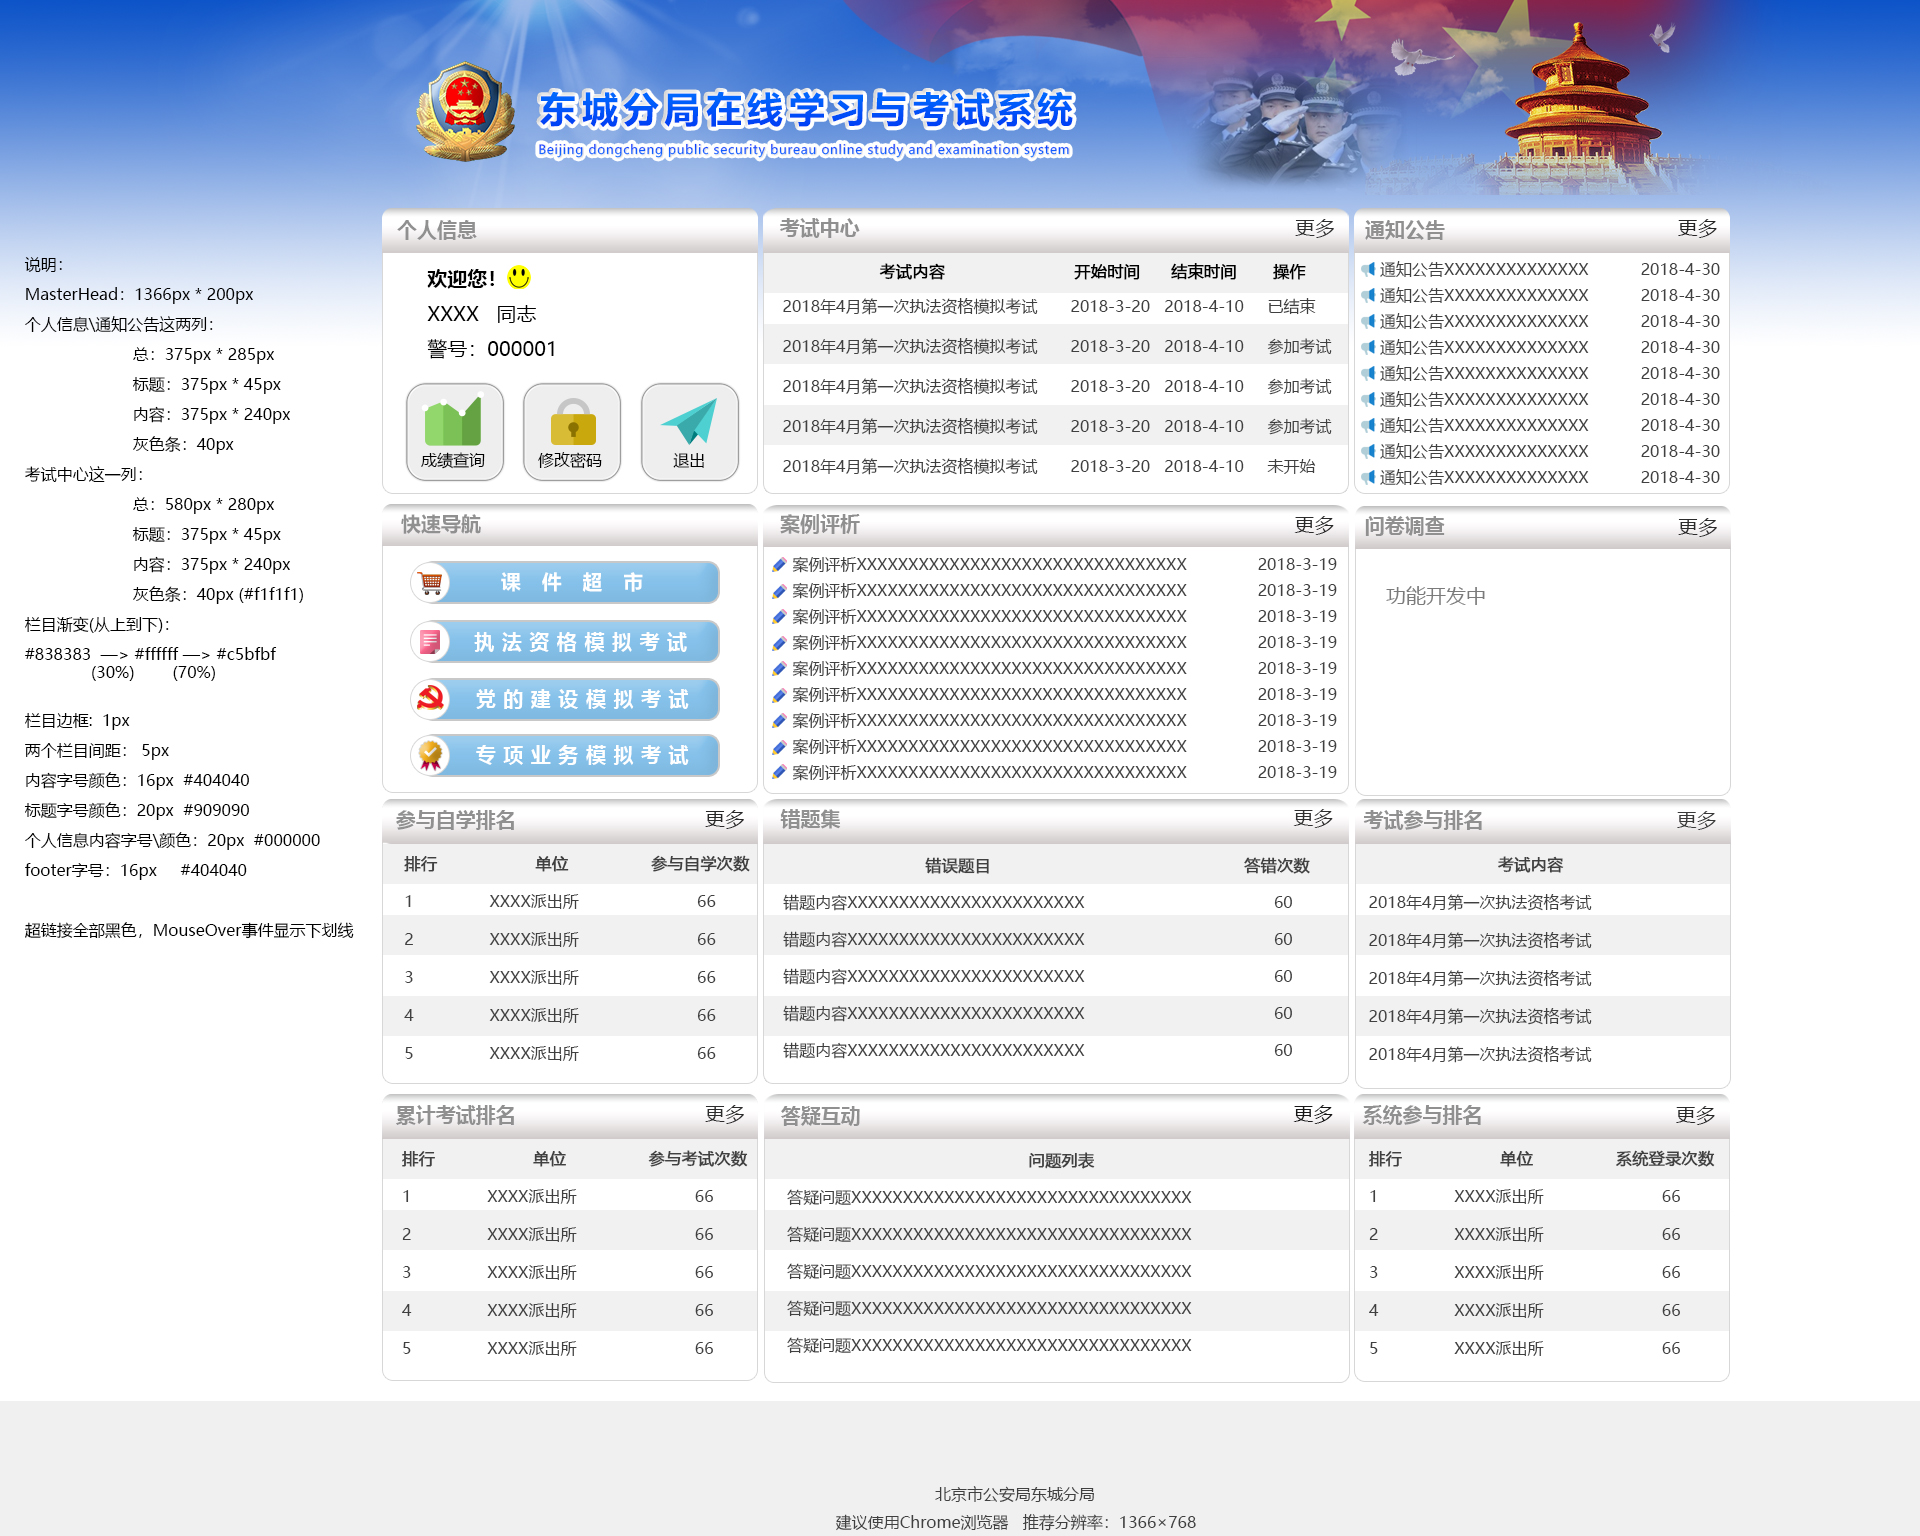 东城分局在线学习与考试系统
Beijing dongcheng public security bureau online study and examination system
说明：
MasterHead：1366px * 200px
个人信息\通知公告这两列：
总：375px * 285px
标题：375px * 45px
内容：375px * 240px
灰色条：40px
考试中心这一列：
总：580px * 280px
标题：375px * 45px
内容：375px * 240px
灰色条：40px (#f1f1f1)
栏目渐变(从上到下)：
#838383 —> #ffffff —> #c5bfbf
(30%) (70%)
栏目边框: 1px
两个栏目间距： 5px
内容字号颜色：16px #404040
标题字号颜色：20px #909090
个人信息内容字号\颜色：20px #000000
footer字号：16px #404040
超链接全部黑色，MouseOver事件显示下划线
个人信息
欢迎您！
XXXX 同志
警号：000001
成绩查询 修改密码 退出
考试中心 更多
考试内容 开始时间 结束时间 操作
2018年4月第一次执法资格模拟考试 2018-3-20 2018-4-10 已结束
2018年4月第一次执法资格模拟考试 2018-3-20 2018-4-10 参加考试
2018年4月第一次执法资格模拟考试 2018-3-20 2018-4-10 参加考试
2018年4月第一次执法资格模拟考试 2018-3-20 2018-4-10 参加考试
2018年4月第一次执法资格模拟考试 2018-3-20 2018-4-10 未开始
通知公告 更多
通知公告XXXXXXXXXXXXXX 2018-4-30
通知公告XXXXXXXXXXXXXX 2018-4-30
通知公告XXXXXXXXXXXXXX 2018-4-30
通知公告XXXXXXXXXXXXXX 2018-4-30
通知公告XXXXXXXXXXXXXX 2018-4-30
通知公告XXXXXXXXXXXXXX 2018-4-30
通知公告XXXXXXXXXXXXXX 2018-4-30
通知公告XXXXXXXXXXXXXX 2018-4-30
通知公告XXXXXXXXXXXXXX 2018-4-30
快速导航
课件超市
执法资格模拟考试
党的建设模拟考试
专项业务模拟考试
案例评析 更多
案例评析XXXXXXXXXXXXXXXXXXXXXXXXXXXXXXXX 2018-3-19
案例评析XXXXXXXXXXXXXXXXXXXXXXXXXXXXXXXX 2018-3-19
案例评析XXXXXXXXXXXXXXXXXXXXXXXXXXXXXXXX 2018-3-19
案例评析XXXXXXXXXXXXXXXXXXXXXXXXXXXXXXXX 2018-3-19
案例评析XXXXXXXXXXXXXXXXXXXXXXXXXXXXXXXX 2018-3-19
案例评析XXXXXXXXXXXXXXXXXXXXXXXXXXXXXXXX 2018-3-19
案例评析XXXXXXXXXXXXXXXXXXXXXXXXXXXXXXXX 2018-3-19
案例评析XXXXXXXXXXXXXXXXXXXXXXXXXXXXXXXX 2018-3-19
案例评析XXXXXXXXXXXXXXXXXXXXXXXXXXXXXXXX 2018-3-19
问卷调查 更多
功能开发中
参与自学排名 更多
排行 单位 参与自学次数
1 XXXX派出所 66
2 XXXX派出所 66
3 XXXX派出所 66
4 XXXX派出所 66
5 XXXX派出所 66
错题集 更多
错误题目 答错次数
错题内容XXXXXXXXXXXXXXXXXXXXXXX 60
错题内容XXXXXXXXXXXXXXXXXXXXXXX 60
错题内容XXXXXXXXXXXXXXXXXXXXXXX 60
错题内容XXXXXXXXXXXXXXXXXXXXXXX 60
错题内容XXXXXXXXXXXXXXXXXXXXXXX 60
考试参与排名 更多
考试内容
2018年4月第一次执法资格考试
2018年4月第一次执法资格考试
2018年4月第一次执法资格考试
2018年4月第一次执法资格考试
2018年4月第一次执法资格考试
累计考试排名 更多
排行 单位 参与考试次数
1 XXXX派出所 66
2 XXXX派出所 66
3 XXXX派出所 66
4 XXXX派出所 66
5 XXXX派出所 66
答疑互动 更多
问题列表
答疑问题XXXXXXXXXXXXXXXXXXXXXXXXXXXXXXXXX
答疑问题XXXXXXXXXXXXXXXXXXXXXXXXXXXXXXXXX
答疑问题XXXXXXXXXXXXXXXXXXXXXXXXXXXXXXXXX
答疑问题XXXXXXXXXXXXXXXXXXXXXXXXXXXXXXXXX
答疑问题XXXXXXXXXXXXXXXXXXXXXXXXXXXXXXXXX
系统参与排名 更多
排行 单位 系统登录次数
1 XXXX派出所 66
2 XXXX派出所 66
3 XXXX派出所 66
4 XXXX派出所 66
5 XXXX派出所 66
北京市公安局东城分局
建议使用Chrome浏览器 推荐分辨率：1366×768